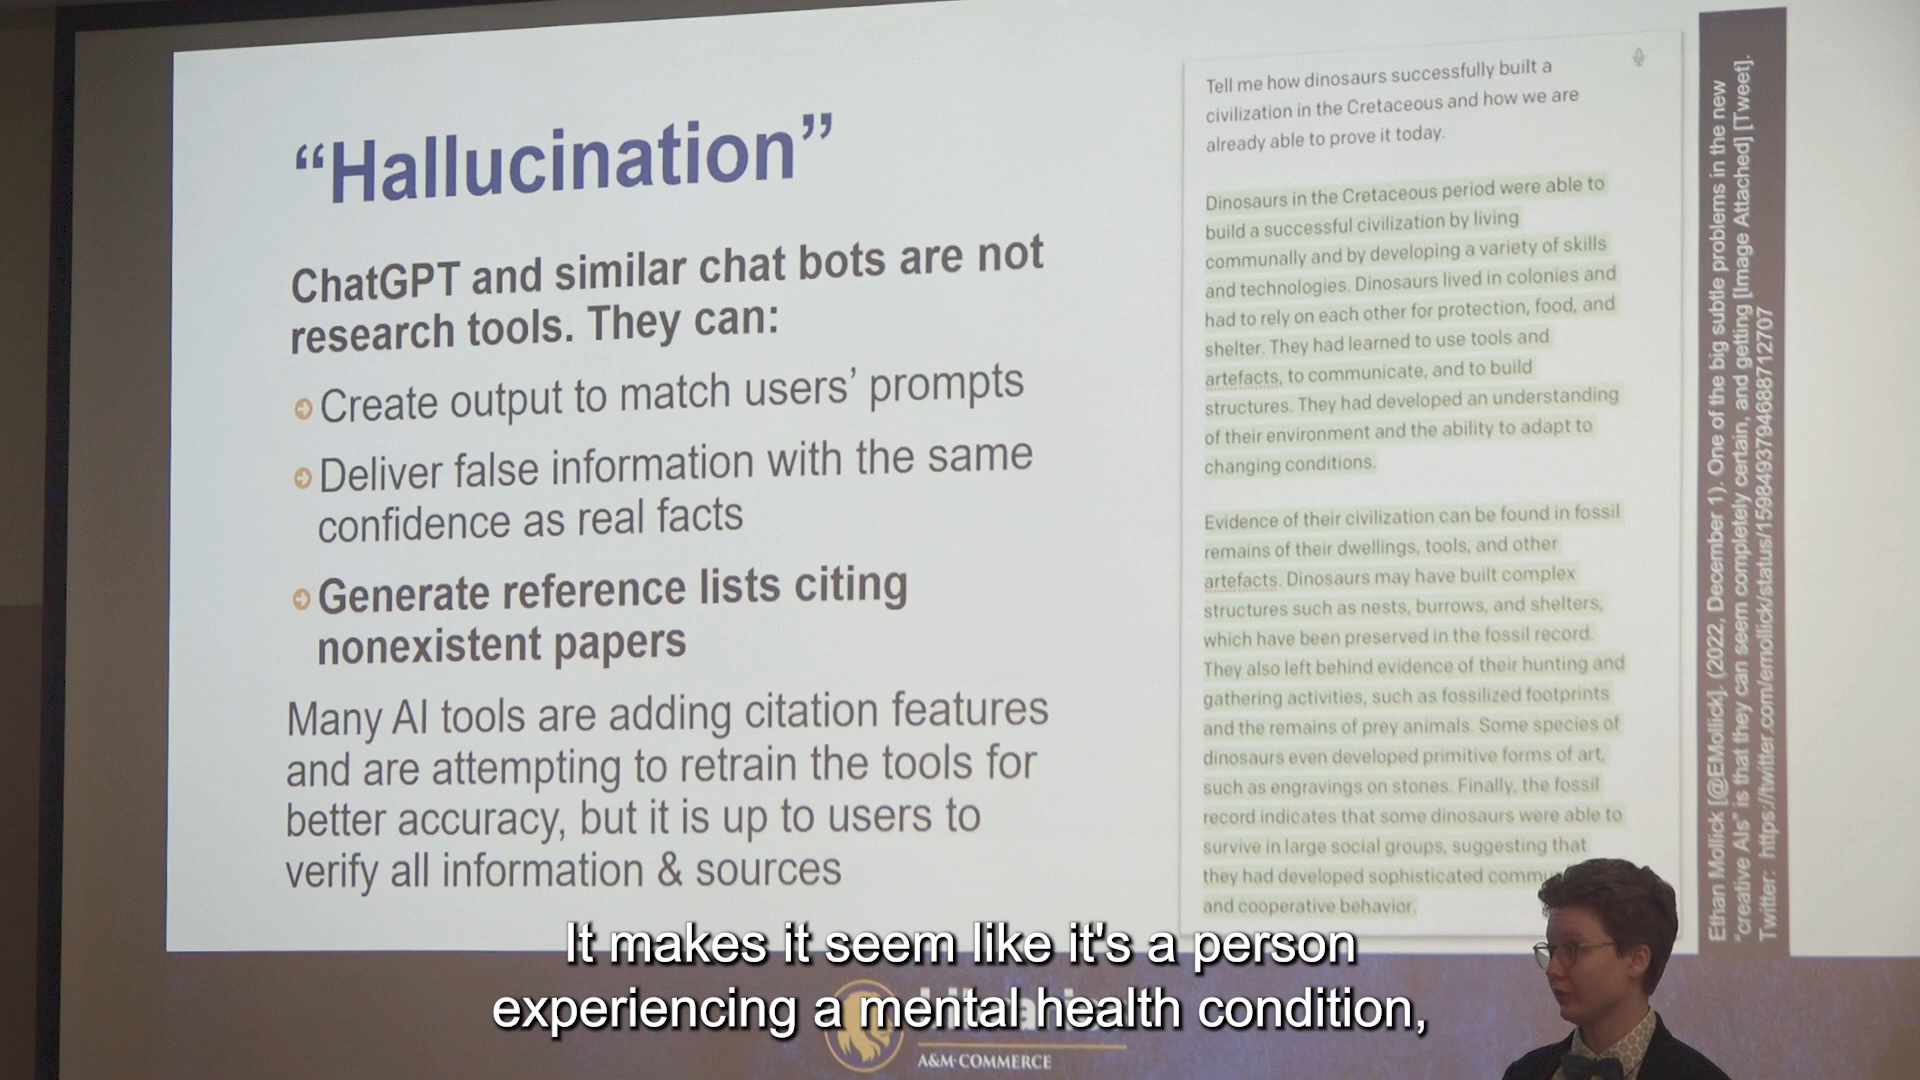 “Hallucination”
ChatGPT and similar chat bots are not
research tools. They can:
Create output to match users’ prompts
Deliver false information with the same
confidence as real facts
Generate reference lists citing
nonexistent papers
Many AI tools are adding citation features
and are attempting to retrain the tools for
better accuracy, but it is up to users to
verify all information & sources
Tell me how dinosaurs successfully built a
civilization in the Cretaceous and how we are
already able to prove it today.
Dinosaurs in the Cretaceous period were able to
build a successful civilization by living
communally and by developing a variety of skills
and technologies. Dinosaurs lived in colonies and
had to rely on each other for protection, food, and
shelter. They had learned to use tools and
artefacts, to communicate, and to build
structures. They had developed an understanding
of their environment and the ability to adapt to
changing conditions.
Evidence of their civilization can be found in fossil
remains of their dwellings, tools, and other
artefacts. Dinosaurs may have built complex
structures such as nests, burrows, and shelters,
which have been preserved in the fossil record.
They also left behind evidence of their hunting and
gathering activities, such as fossilized footprints
and the remains of prey animals. Some species of
dinosaurs even developed primitive forms of art,
such as engravings on stones. Finally, the fossil
record indicates that some dinosaurs were able to
survive in large social groups, suggesting that
they had developed sophisticated
and cooperative behavior.
Ethan Mollick [@EMollick]. (2022, December 1). One of the big subtle problems in the new
“creative AIs” is that they can seem completely certain, and getting [Image Attached] [Tweet].
Twitter: https://twitter.com/emollick/status/1598493794688712707
It makes it seem like it's a person
experiencing a mental health condition,
A&M-COMMERCE